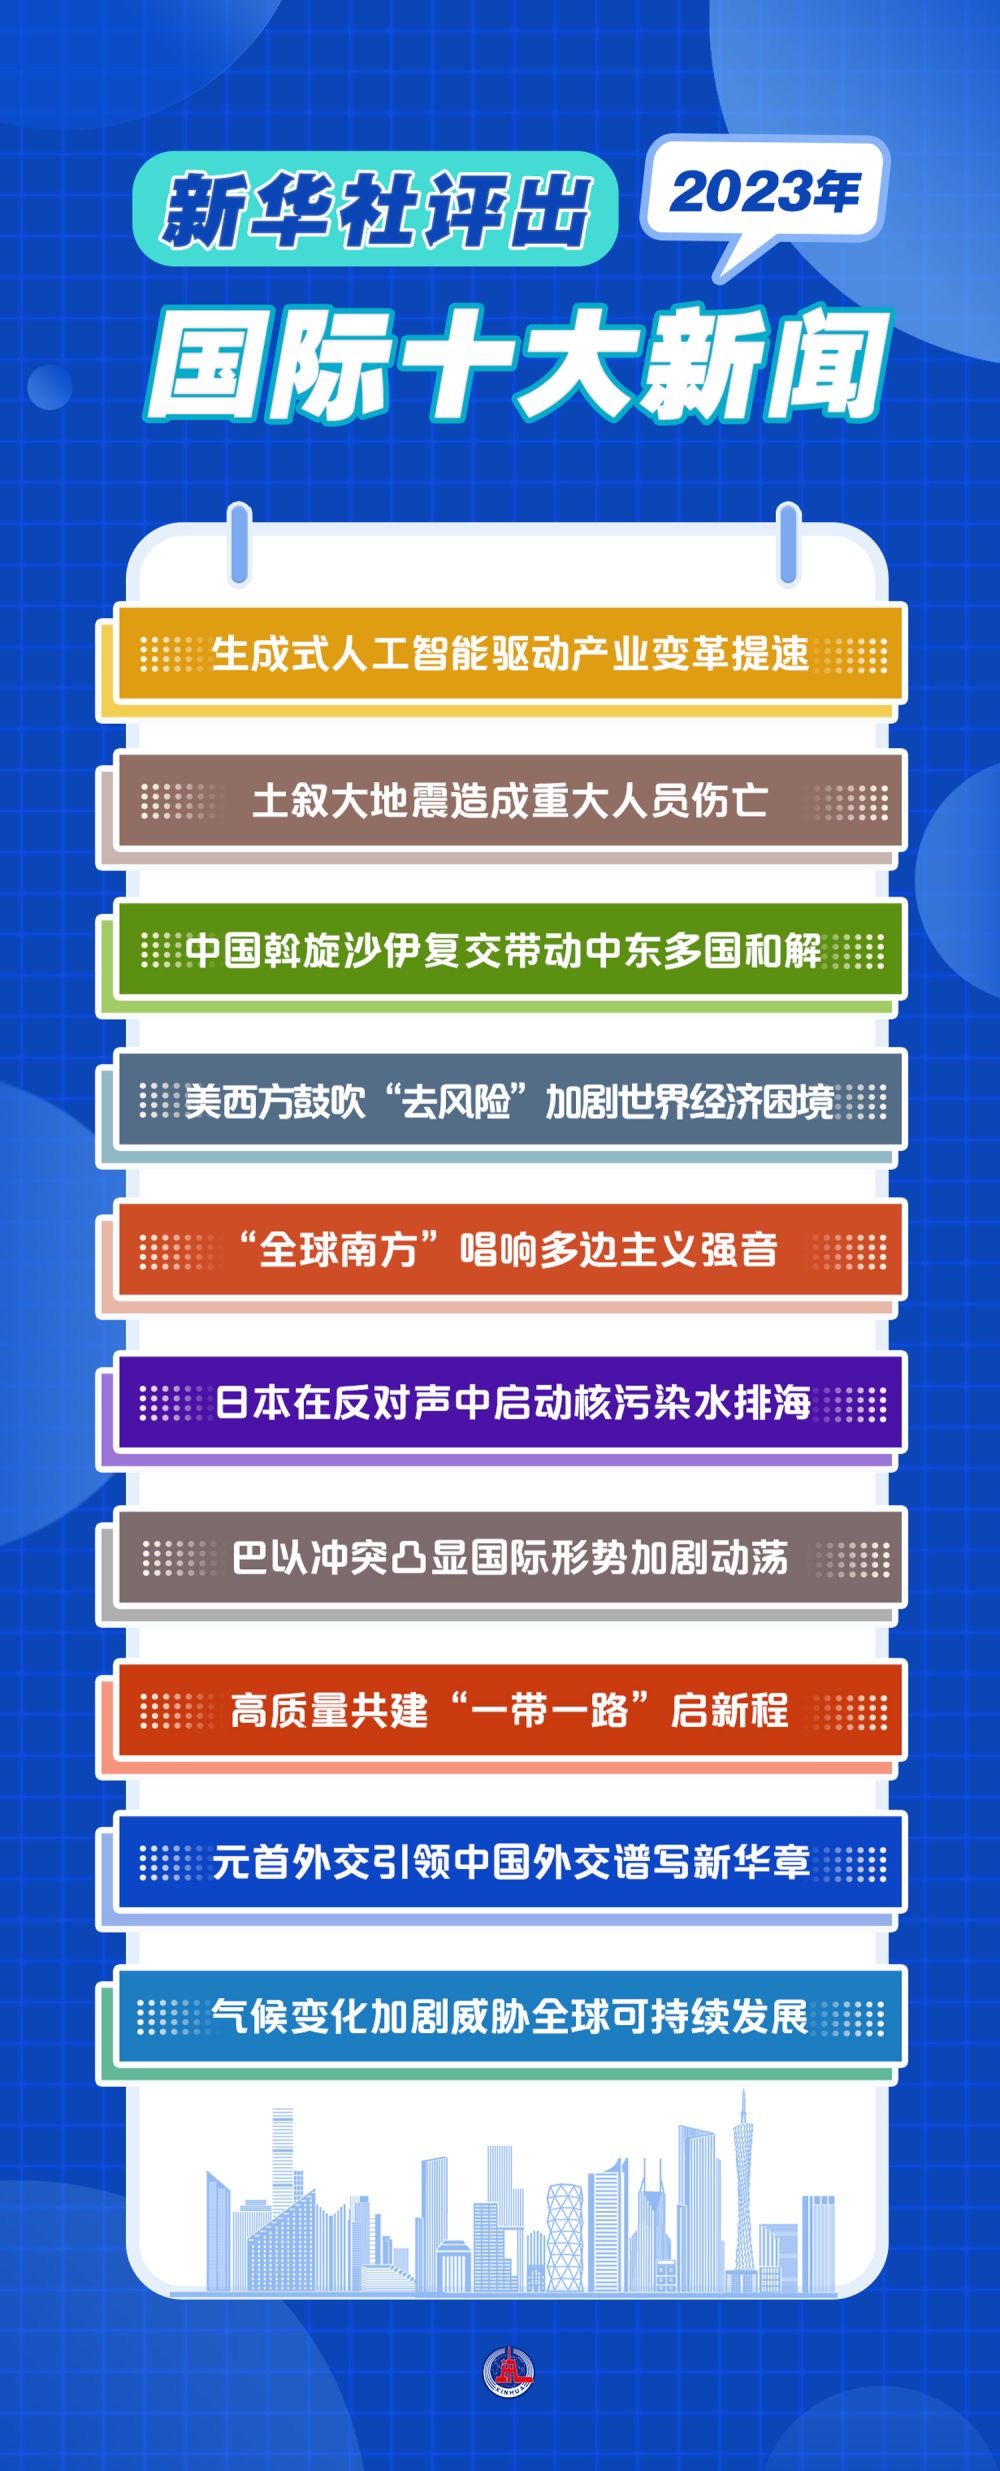 新华社评出
2023年
国际十大新闻
生成式人工智能驱动产业变革提速
土叙大地震造成重大人员伤亡
中国斡旋沙伊复交带动中东多国和解
美西方鼓吹“去风险”加剧世界经济困境
“全球南方”唱响多边主义强音
日本在反对声中启动核污染水排海
巴以冲突凸显国际形势加剧动荡
高质量共建“一带一路”启新程
元首外交引领中国外交谱写新华章
气候变化加剧威胁全球可持续发展
XINHUA